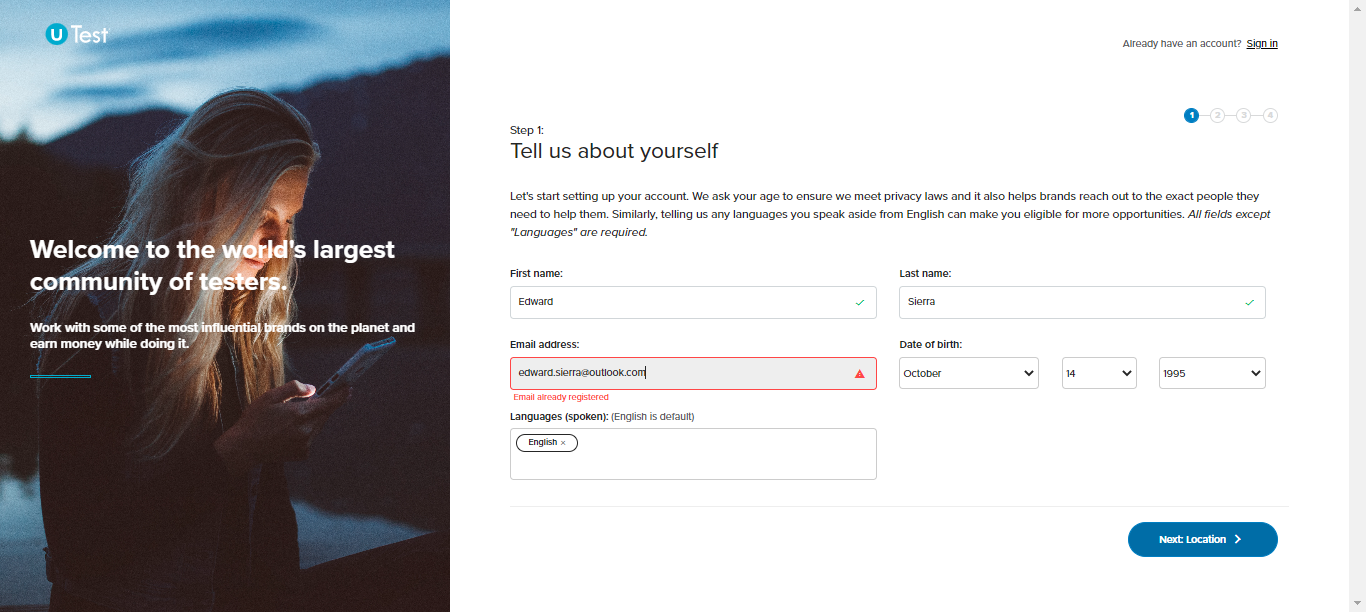 U Test
Already have an account? Sign in
1 2 3 4
Step 1:
Tell us about yourself
Let's start setting up your account. We ask your age to ensure we meet privacy laws and it also helps brands reach out to the exact people they
need to help them. Similarly, telling us any languages you speak aside from English can make you eligible for more opportunities. All fields except
"Languages" are required.
Welcome to the world's largest
community of testers.
Work with some of the most influential brands on the planet and
earn money while doing it.
First name:
Last name:
Edward
Sierra
Email address:
Date of birth:
edward.sierra@outlook.com
October
14
1995
Email already registered
Languages (spoken): (English is default)
English ×
Next: Location